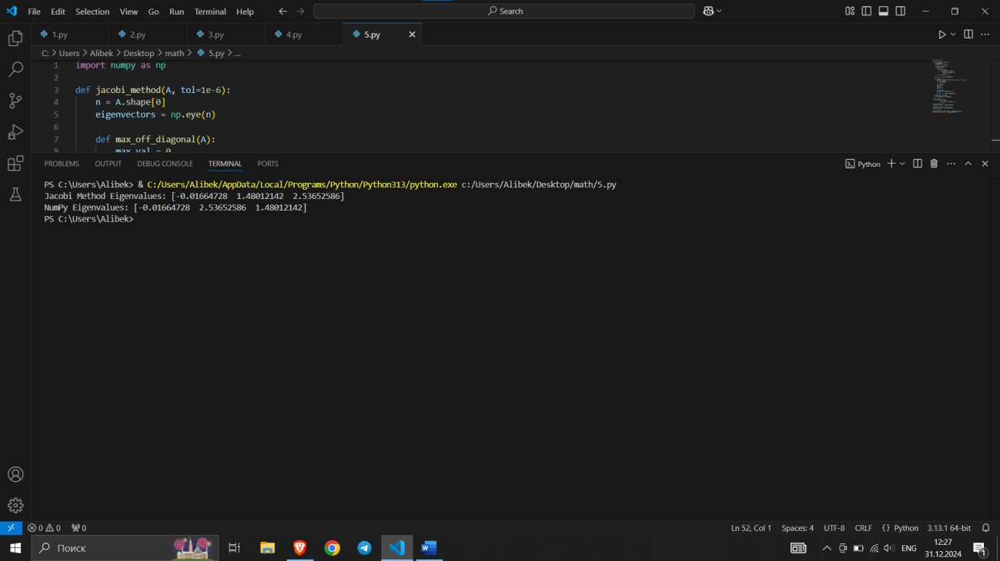 File Edit Selection View Go Run Terminal Help Search
1.py 2.py 3.py 4.py 5.py
C: > Users > Alibek > Desktop > math > 5.py > ...
1 import numpy as np
2
3 def jacobi_method(A, tol=1e-6):
4 n = A.shape[0]
5 eigenvectors = np.eye(n)
6
7 def max_off_diagonal(A):
8 max_val = 0
PROBLEMS OUTPUT DEBUG CONSOLE TERMINAL PORTS Python
PS C:\Users\Alibek> & C:/Users/Alibek/AppData/Local/Programs/Python/Python313/python.exe c:/Users/Alibek/Desktop/math/5.py
Jacobi Method Eigenvalues: [-0.01664728 1.48012142 2.53652586]
NumPy Eigenvalues: [-0.01664728 2.53652586 1.48012142]
PS C:\Users\Alibek>
0 0 0 Ln 52, Col 1 Spaces: 4 UTF-8 CRLF {} Python 3.13.1 64-bit
Поиск ENG 12:27
31.12.2024 1